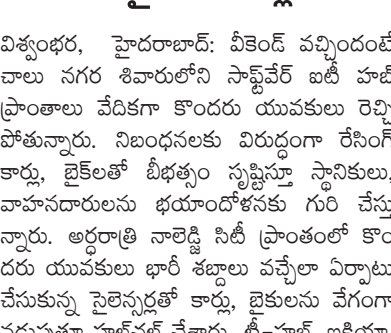 విశ్వంభర, హైదరాబాద్: వీకెండ్ వచ్చిందంటే
చాలు నగర శివారులోని సాఫ్ట్‌వేర్ ఐటీ హబ్
ప్రాంతాలు వేదికగా కొందరు యువకులు రెచ్చి
పోతున్నారు. నిబంధనలకు విరుద్ధంగా రేసింగ్
కార్లు, బైక్‌లతో బీభత్సం సృష్టిస్తూ స్థానికులు,
వాహనదారులను భయాందోళనకు గురి చేస్తు
న్నారు. అర్ధరాత్రి నాలెడ్జి సిటీ ప్రాంతంలో కొం
దరు యువకులు భారీ శబ్దాలు వచ్చేలా ఏర్పాటు
చేసుకున్న సైలెన్సర్లతో కార్లు, బైకులను వేగంగా